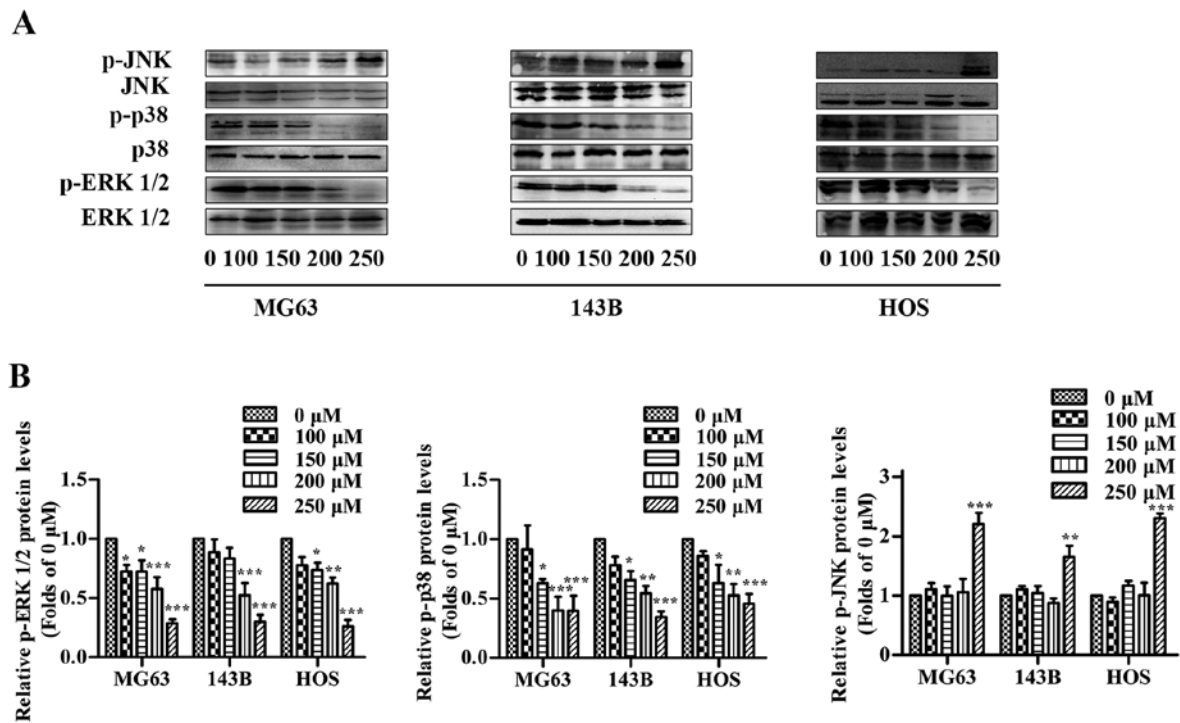 A
p-JNK
JNK
p-p38
p38
p-ERK 1/2
ERK 1/2
0 100 150 200 250
0 100 150 200 250
0 100 150 200 250
MG63
143B
HOS
B
Relative p-ERK 1/2 protein levels
(Folds of 0 μM)
0 μM
100 μM
150 μM
200 μM
250 μM
1.5
1.0
0.5
0.0
* * *** ***
*** ***
* ** ***
MG63 143B HOS
Relative p-p38 protein levels
(Folds of 0 μM)
0 μM
100 μM
150 μM
200 μM
250 μM
1.5
1.0
0.5
0.0
* *** ***
* ** ***
* ** ***
MG63 143B HOS
Relative p-JNK protein levels
(Folds of 0 μM)
0 μM
100 μM
150 μM
200 μM
250 μM
3
2
1
0
***
**
***
MG63 143B HOS